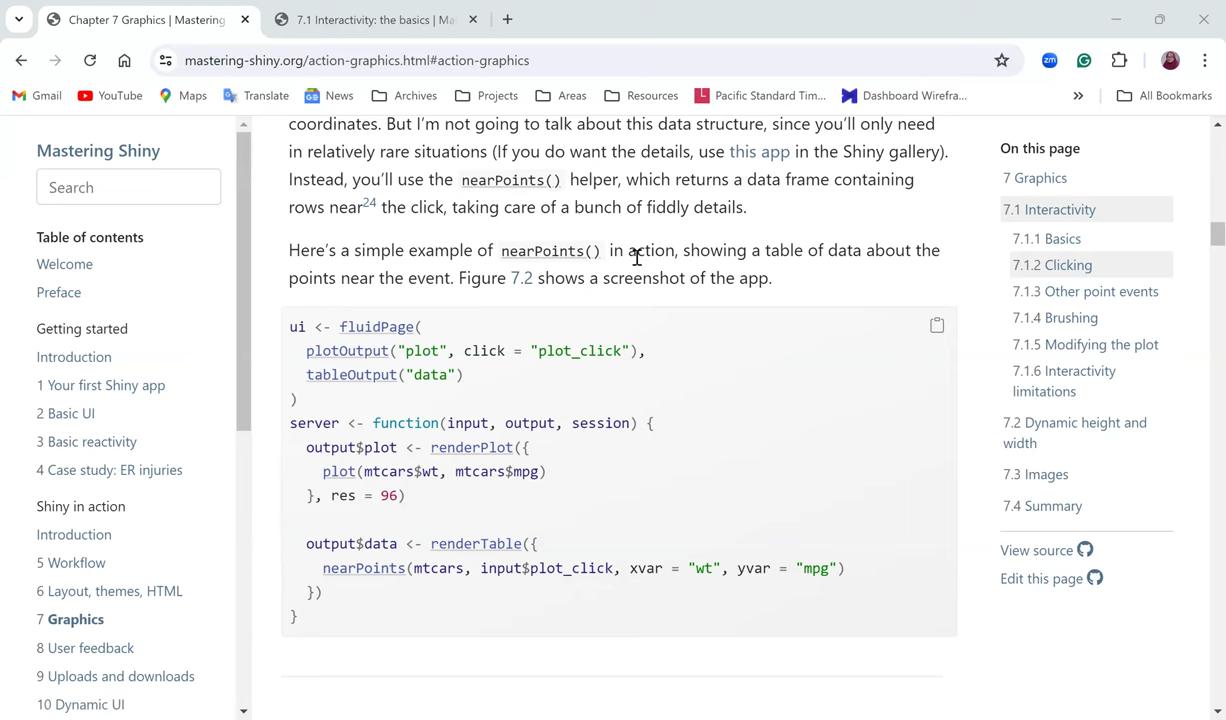 Chapter 7 Graphics | Mastering
7.1 Interactivity: the basics | Ma
mastering-shiny.org/action-graphics.html#action-graphics
zm
Gmail YouTube Maps Translate News Archives Projects Areas Resources Pacific Standard Tim... Dashboard Wirefra... » All Bookmarks
Mastering Shiny
Search
Table of contents
Welcome
Preface
Getting started
Introduction
1 Your first Shiny app
2 Basic UI
3 Basic reactivity
4 Case study: ER injuries
Shiny in action
Introduction
5 Workflow
6 Layout, themes, HTML
7 Graphics
8 User feedback
9 Uploads and downloads
10 Dynamic UI
coordinates. But I'm not going to talk about this data structure, since you'll only need
in relatively rare situations (If you do want the details, use this app in the Shiny gallery).
Instead, you'll use the nearPoints() helper, which returns a data frame containing
rows near24 the click, taking care of a bunch of fiddly details.
Here's a simple example of nearPoints() in action, showing a table of data about the
points near the event. Figure 7.2 shows a screenshot of the app.
ui <- fluidPage(
  plotOutput("plot", click = "plot_click"),
  tableOutput("data")
)
server <- function(input, output, session) {
  output$plot <- renderPlot({
    plot(mtcars$wt, mtcars$mpg)
  }, res = 96)
  output$data <- renderTable({
    nearPoints(mtcars, input$plot_click, xvar = "wt", yvar = "mpg")
  })
}
On this page
7 Graphics
7.1 Interactivity
7.1.1 Basics
7.1.2 Clicking
7.1.3 Other point events
7.1.4 Brushing
7.1.5 Modifying the plot
7.1.6 Interactivity
limitations
7.2 Dynamic height and
width
7.3 Images
7.4 Summary
View source
Edit this page